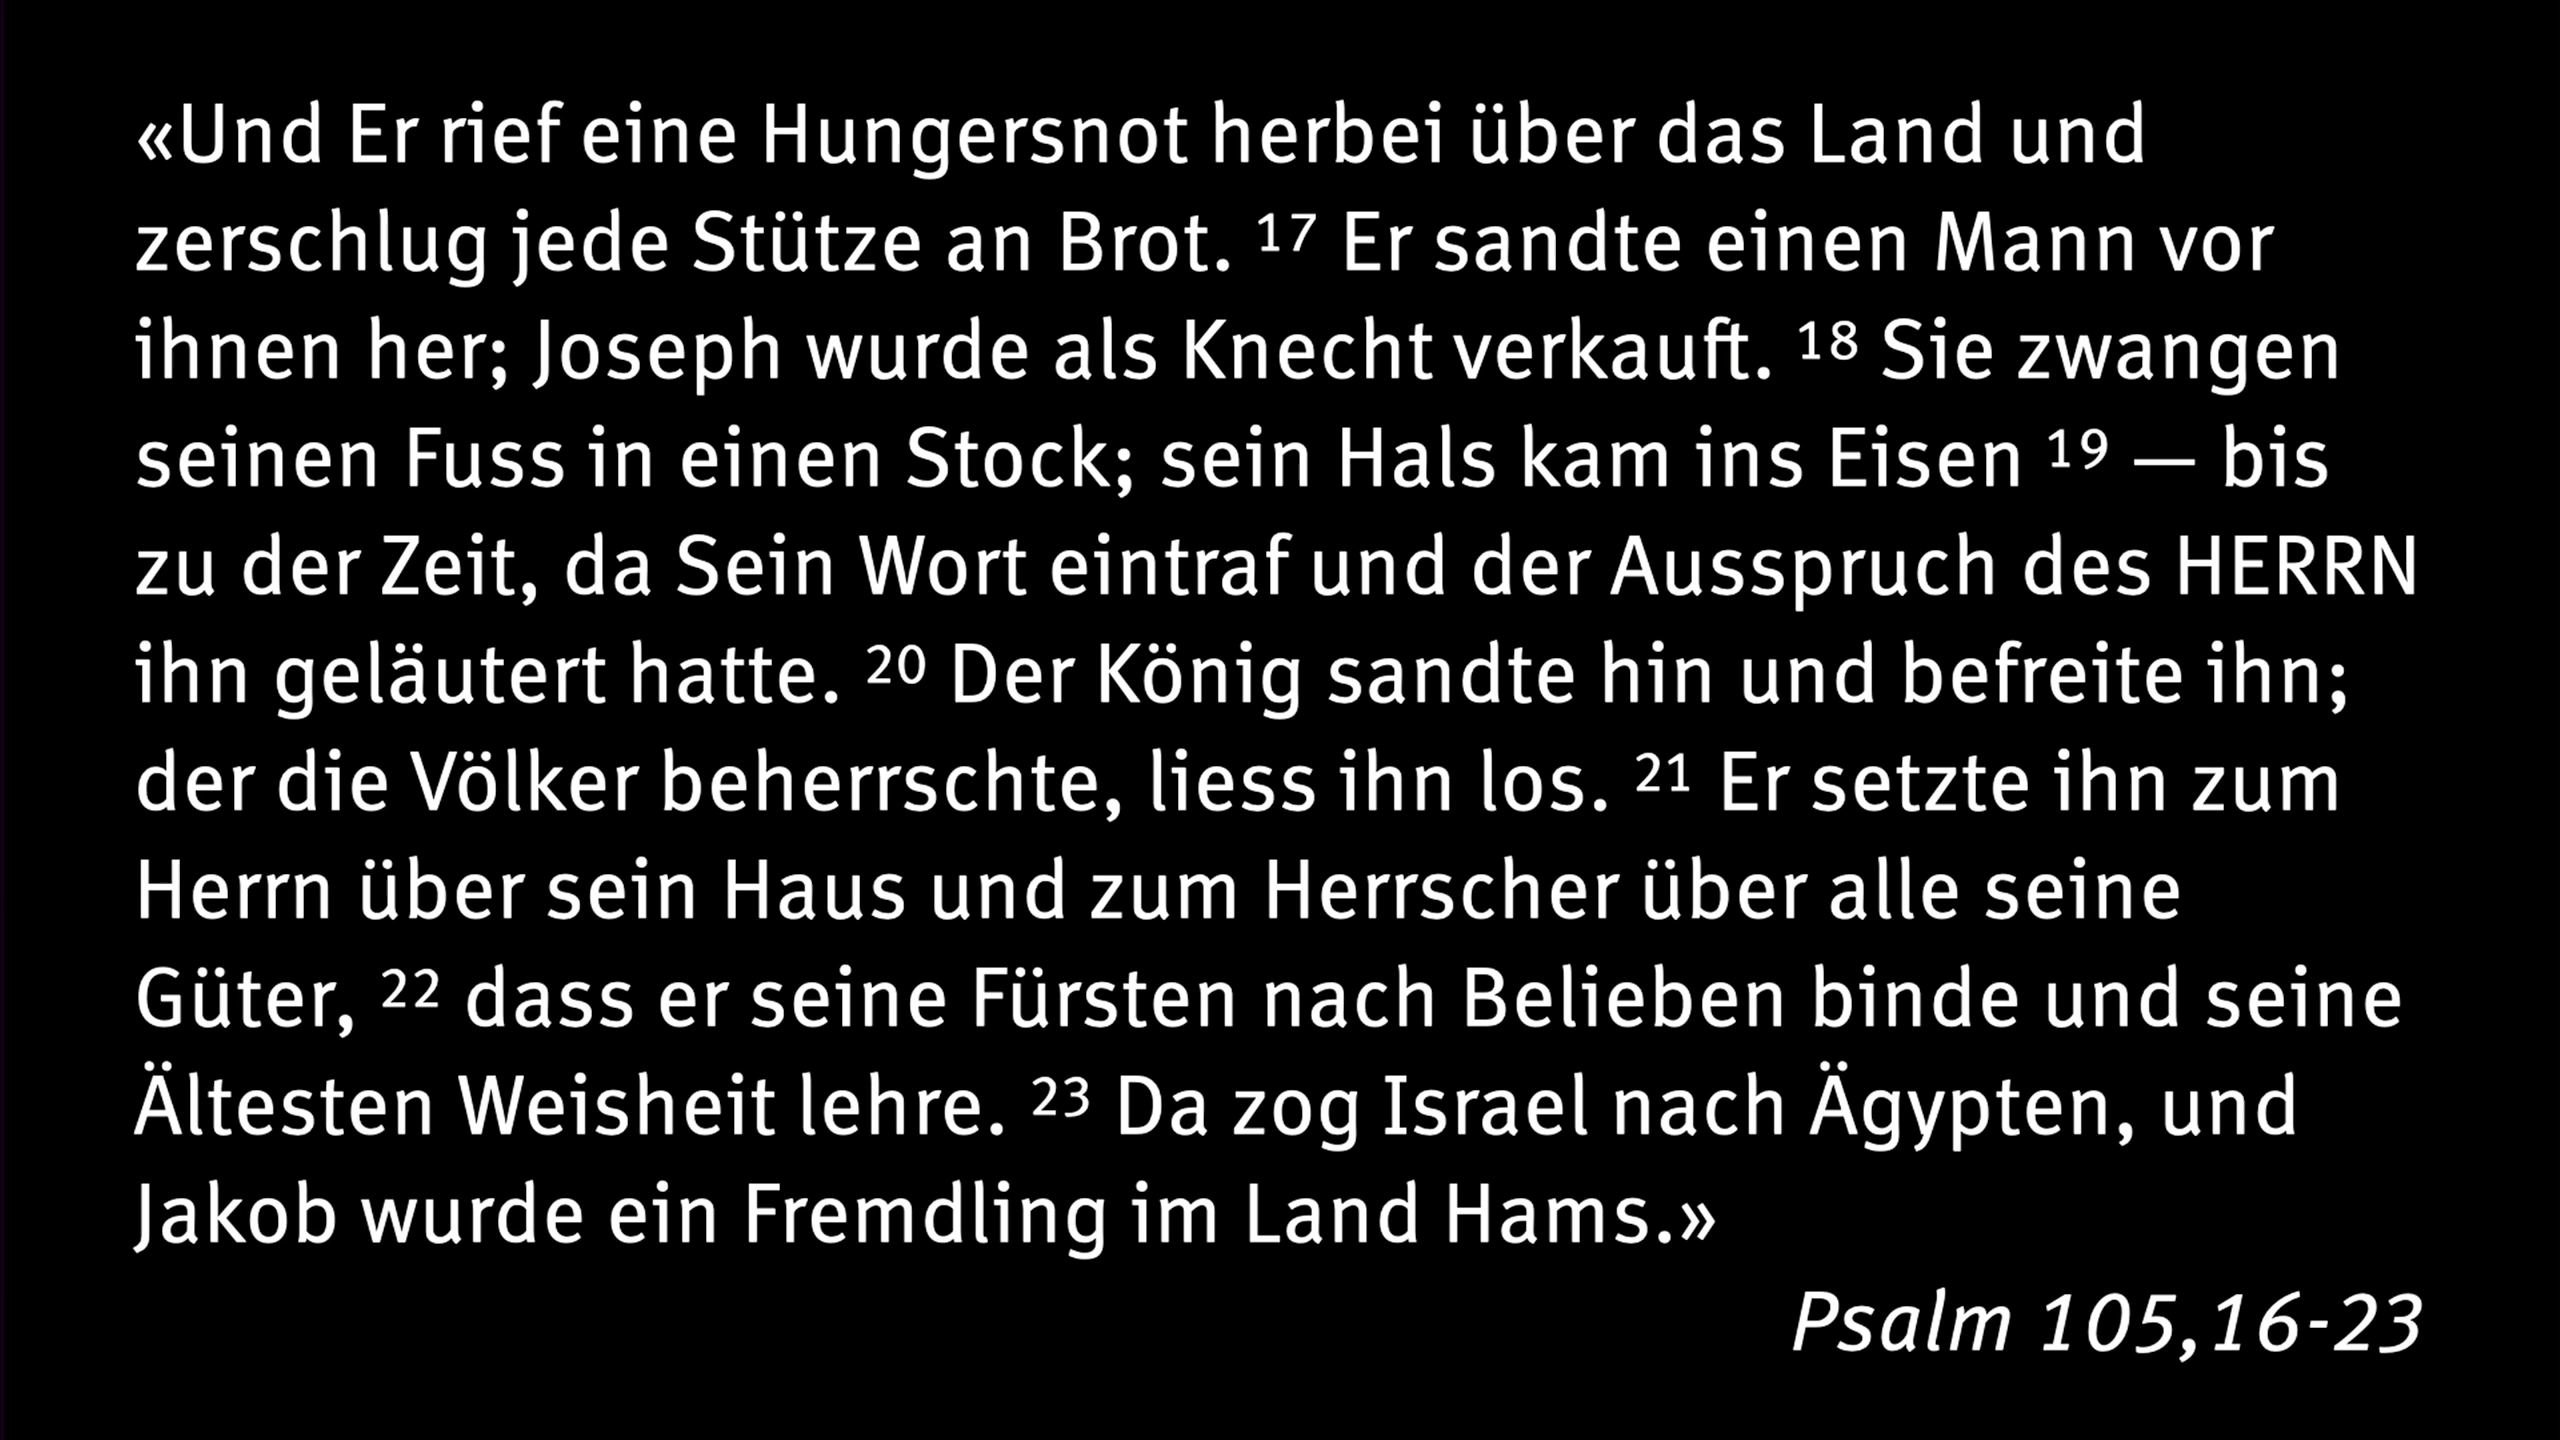 «Und Er rief eine Hungersnot herbei über das Land und
zerschlug jede Stütze an Brot. 17 Er sandte einen Mann vor
ihnen her; Joseph wurde als Knecht verkauft. 18 Sie zwangen
seinen Fuss in einen Stock; sein Hals kam ins Eisen 19 — bis
zu der Zeit, da Sein Wort eintraf und der Ausspruch des HERRN
ihn geläutert hatte. 20 Der König sandte hin und befreite ihn;
der die Völker beherrschte, liess ihn los. 21 Er setzte ihn zum
Herrn über sein Haus und zum Herrscher über alle seine
Güter, 22 dass er seine Fürsten nach Belieben binde und seine
Ältesten Weisheit lehre. 23 Da zog Israel nach Ägypten, und
Jakob wurde ein Fremdling im Land Hams.»
Psalm 105,16-23